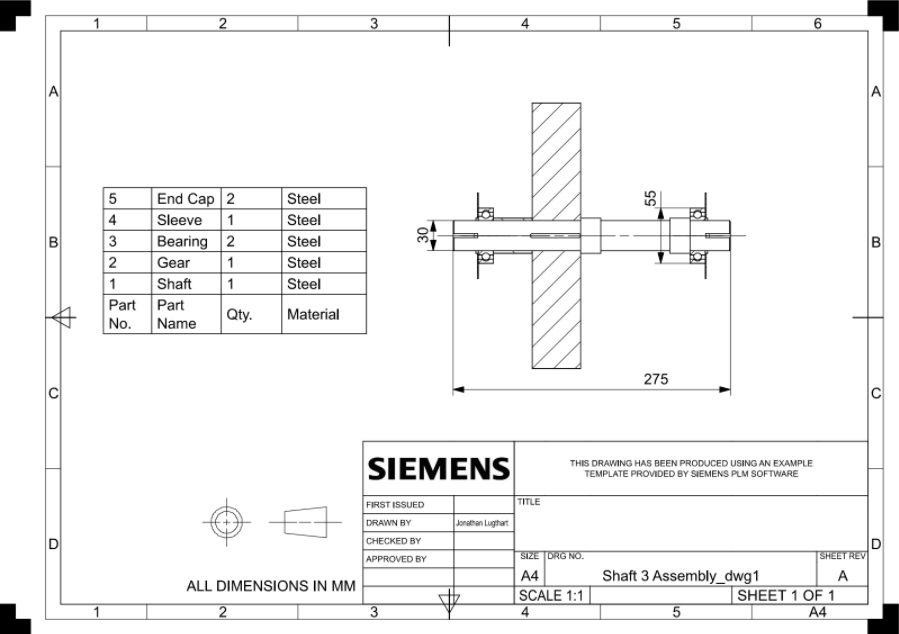 1 2 3 4 5 6
A A
55
5 End Cap 2 Steel
4 Sleeve 1 Steel
30
B 3 Bearing 2 Steel B
2 Gear 1 Steel
1 Shaft 1 Steel
Part No. Part Name Qty. Material
275
C C
SIEMENS
THIS DRAWING HAS BEEN PRODUCED USING AN EXAMPLE
TEMPLATE PROVIDED BY SIEMENS PLM SOFTWARE
FIRST ISSUED
TITLE
DRAWN BY Jonathan Lugthart
CHECKED BY
D D
APPROVED BY
SIZE DRG NO. SHEET REV
A4 Shaft 3 Assembly_dwg1 A
ALL DIMENSIONS IN MM
SCALE 1:1 SHEET 1 OF 1
1 2 3 4 5 A4